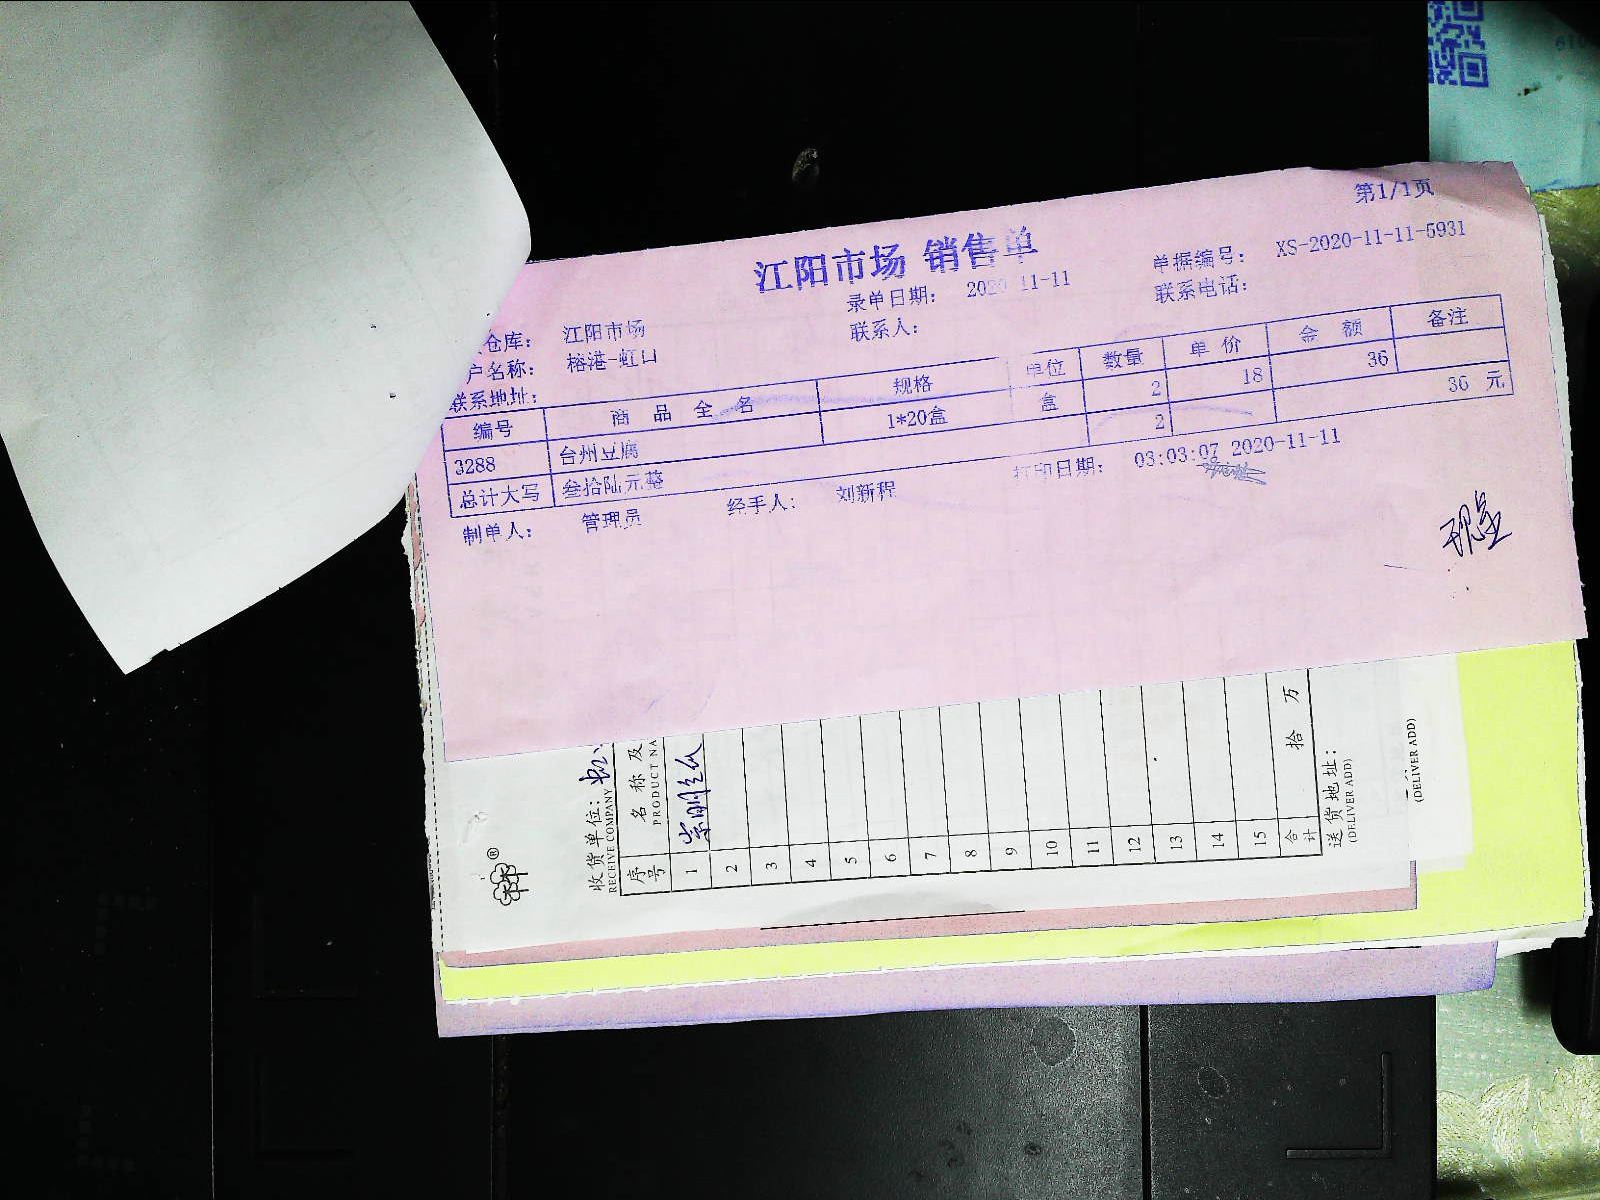 第1/1页
江阳市场 销售单
单据编号: XS-2020-11-11-5931
录单日期: 2020-11-11
联系电话:
仓库: 江阳市场
联系人:
户名称: 榕港-虹口
联系地址:
编号 商品全名 规格 单位 数量 单价 金额 备注
3288 台州豆腐 1*20盒 盒 2 18 36
总计大写 叁拾陆元整 2 36 元
制单人: 管理员 经手人: 刘新程 打印日期: 03:03:07 2020-11-11
收货单位:
RECEIVE COMPANY
序号 名称及
PRODUCT NA
1
2
3
4
5
6
7
8
9
10
11
12
13
14
15
合计 拾 万
送货地址:
(DELIVER ADD)
(DELIVER ADD)